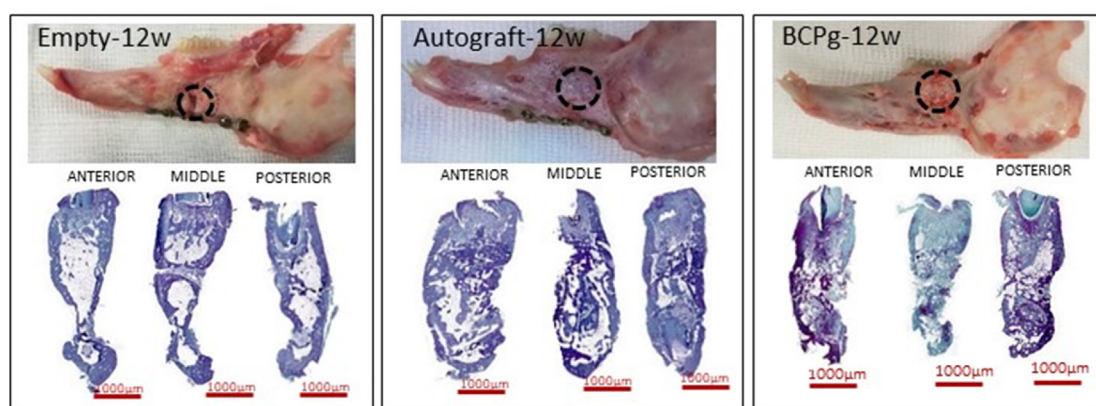 Empty-12w
ANTERIOR MIDDLE POSTERIOR
1000µm 1000µm 1000µm
Autograft-12w
ANTERIOR MIDDLE POSTERIOR
1000µm 1000µm 1000µm
BCPg-12w
ANTERIOR MIDDLE POSTERIOR
1000µm 1000µm 1000µm